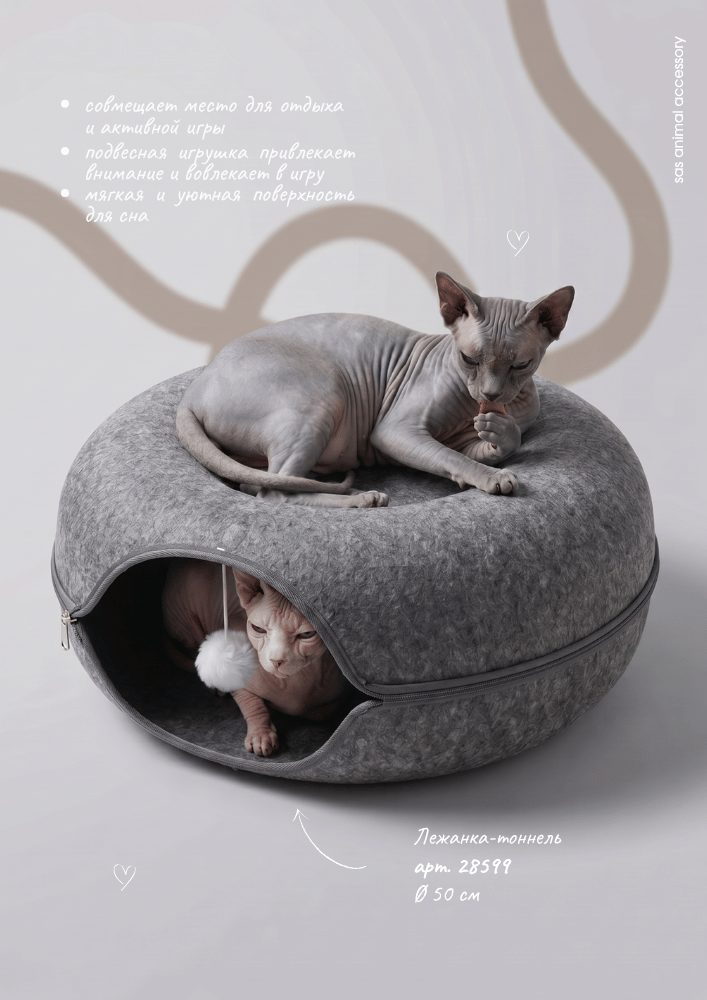 sas animal accessory
совмещает место для отдыха
и активной игры
подвесная игрушка привлекает
внимание и вовлекает в игру
мягкая и уютная поверхность
для сна
Лежанка-тоннель
арт. 28599
Ø 50 см